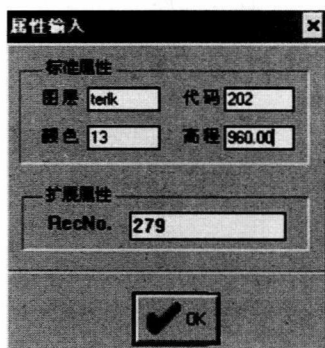 属性输入
标准属性
图层 terlk 代码 202
颜色 13 高程 960.00
扩展属性
RecNo. 279
OK